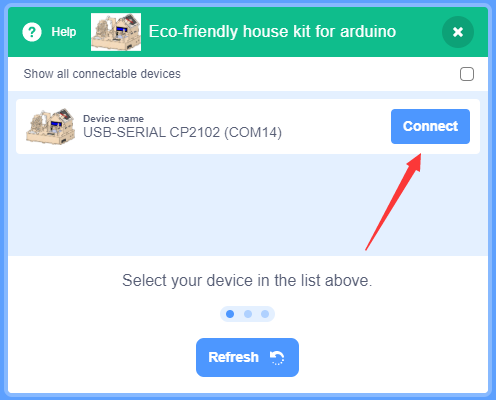 Help
Eco-friendly house kit for arduino
Show all connectable devices
Device name
USB-SERIAL CP2102 (COM14)
Connect
Select your device in the list above.
Refresh